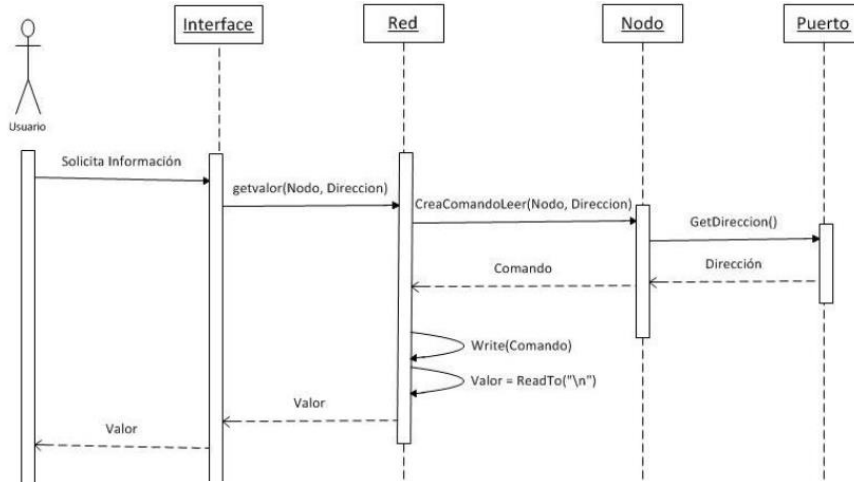 Interface
Red
Nodo
Puerto
Usuario
Solicita Información
getvalor(Nodo, Direccion)
CreaComandoLeer(Nodo, Direccion)
GetDireccion()
Comando
Dirección
Write(Comando)
Valor = ReadTo("\n")
Valor
Valor